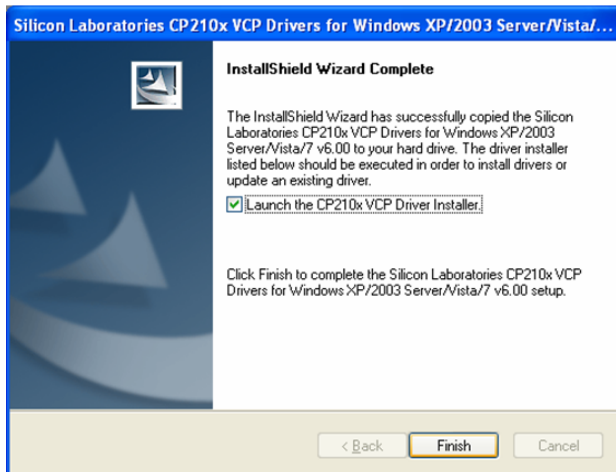 Silicon Laboratories CP210x VCP Drivers for Windows XP/2003 Server/Vista/...
InstallShield Wizard Complete
The InstallShield Wizard has successfully copied the Silicon
Laboratories CP210x VCP Drivers for Windows XP/2003
Server/Vista/7 v6.00 to your hard drive. The driver installer
listed below should be executed in order to install drivers or
update an existing driver.
Launch the CP210x VCP Driver Installer.
Click Finish to complete the Silicon Laboratories CP210x VCP
Drivers for Windows XP/2003 Server/Vista/7 v6.00 setup.
< Back Finish Cancel